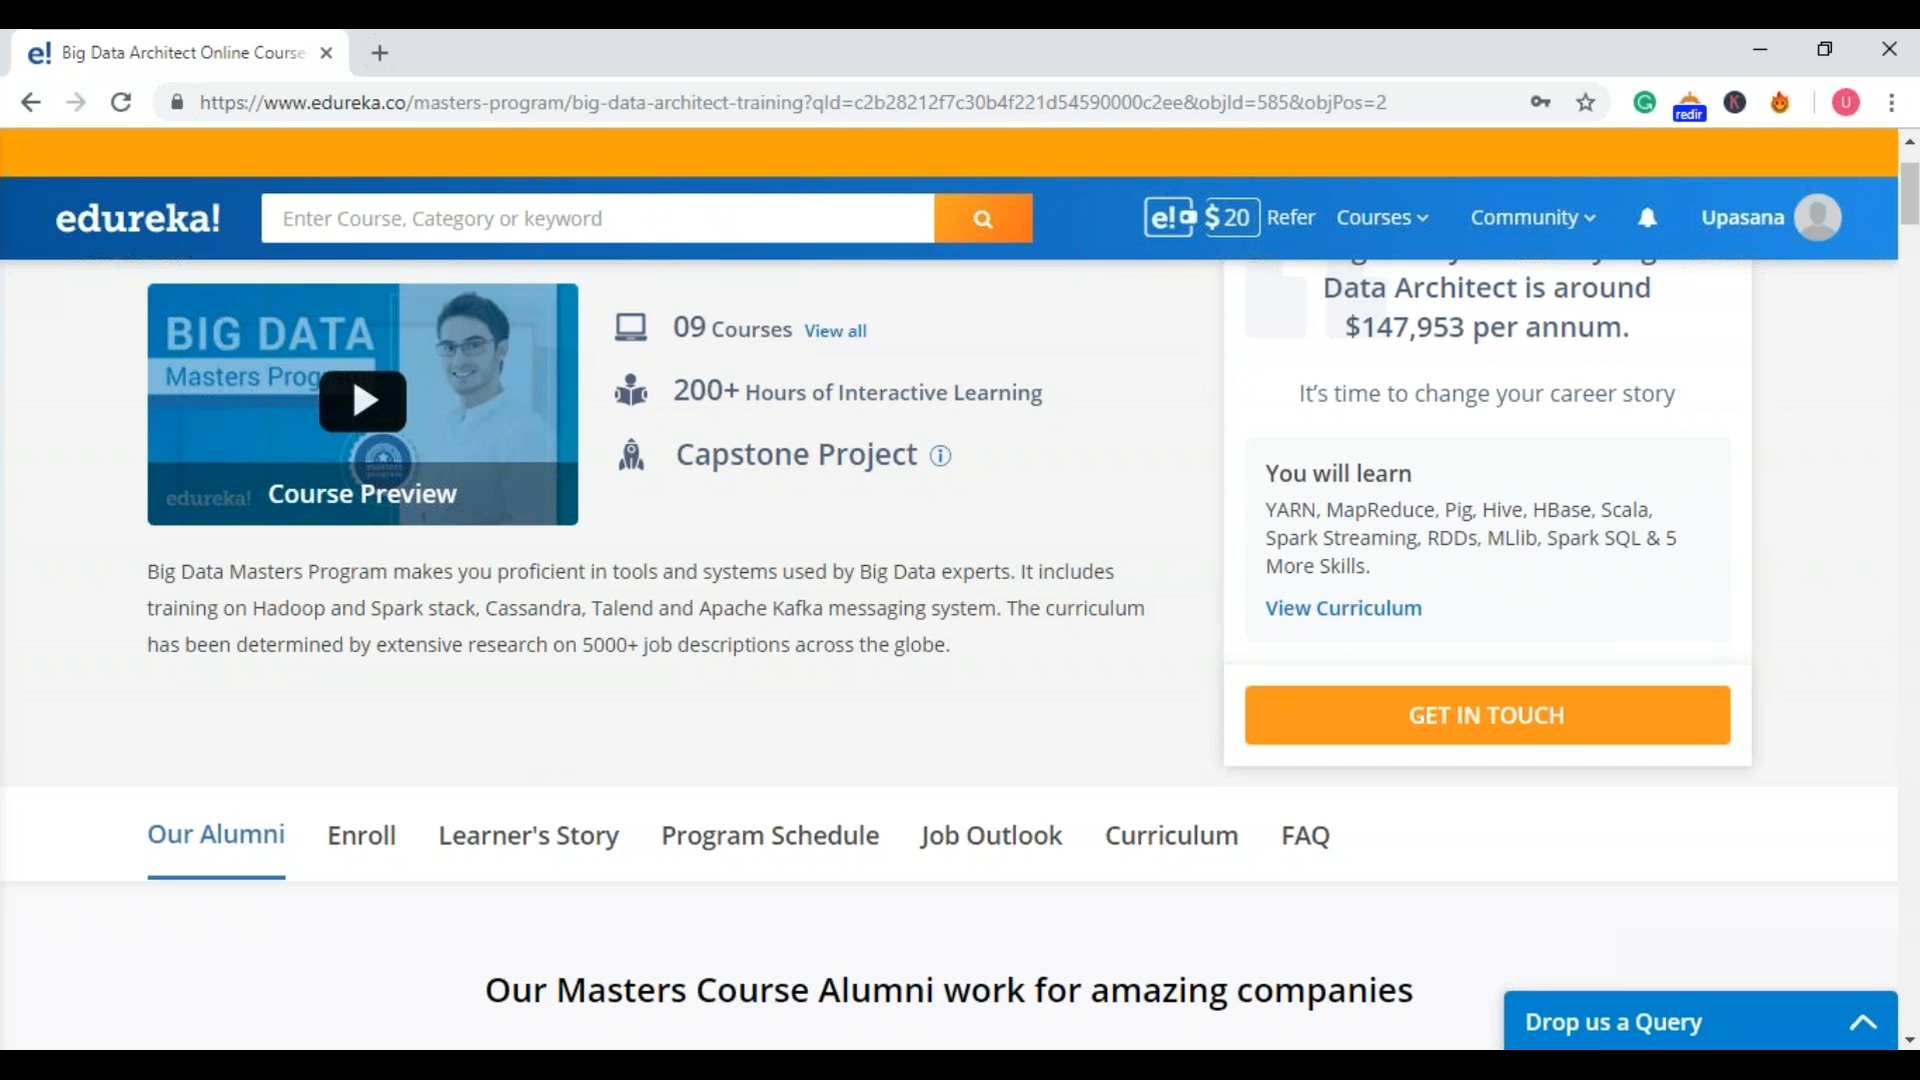 e! Big Data Architect Online Course
https://www.edureka.co/masters-program/big-data-architect-training?qId=c2b28212f7c30b4f221d54590000c2ee&objId=585&objPos=2
redir
K
U
edureka!
Enter Course, Category or keyword
e! $20 Refer
Courses
Community
Upasana
BIG DATA
Masters Prog
masters
program
edureka!
Course Preview
09 Courses View all
200+ Hours of Interactive Learning
Capstone Project
Data Architect is around
$147,953 per annum.
It's time to change your career story
You will learn
YARN, MapReduce, Pig, Hive, HBase, Scala,
Spark Streaming, RDDs, MLlib, Spark SQL & 5
More Skills.
View Curriculum
GET IN TOUCH
Big Data Masters Program makes you proficient in tools and systems used by Big Data experts. It includes
training on Hadoop and Spark stack, Cassandra, Talend and Apache Kafka messaging system. The curriculum
has been determined by extensive research on 5000+ job descriptions across the globe.
Our Alumni
Enroll
Learner's Story
Program Schedule
Job Outlook
Curriculum
FAQ
Our Masters Course Alumni work for amazing companies
Drop us a Query